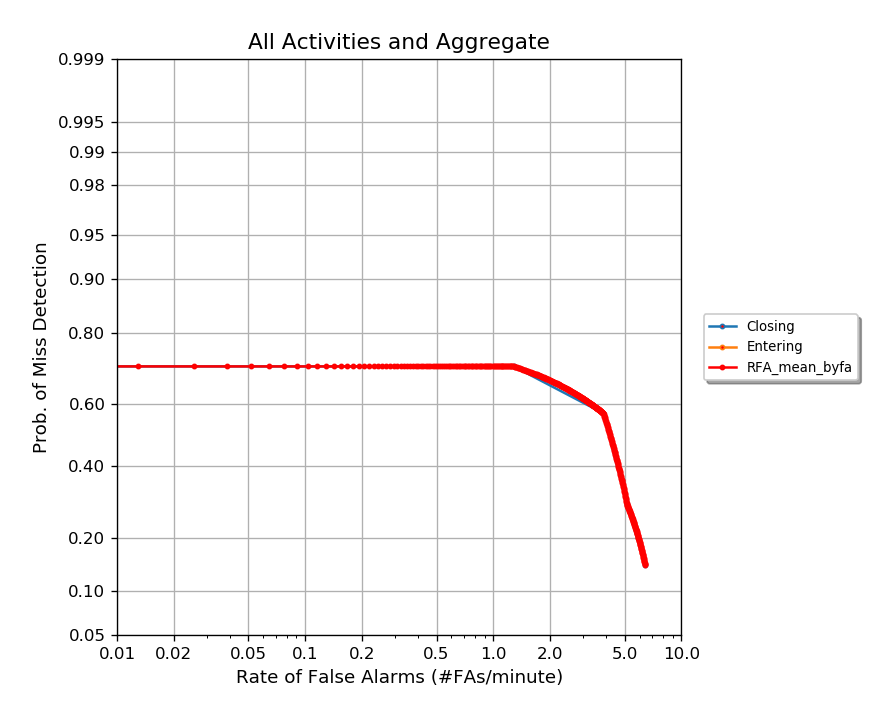 All Activities and Aggregate
0.999
0.995
0.99
0.98
0.95
0.90
0.80
0.60
0.40
0.20
0.10
0.05
Prob. of Miss Detection
0.01 0.02 0.05 0.1 0.2 0.5 1.0 2.0 5.0 10.0
Rate of False Alarms (#FAs/minute)
Closing
Entering
RFA_mean_byfa